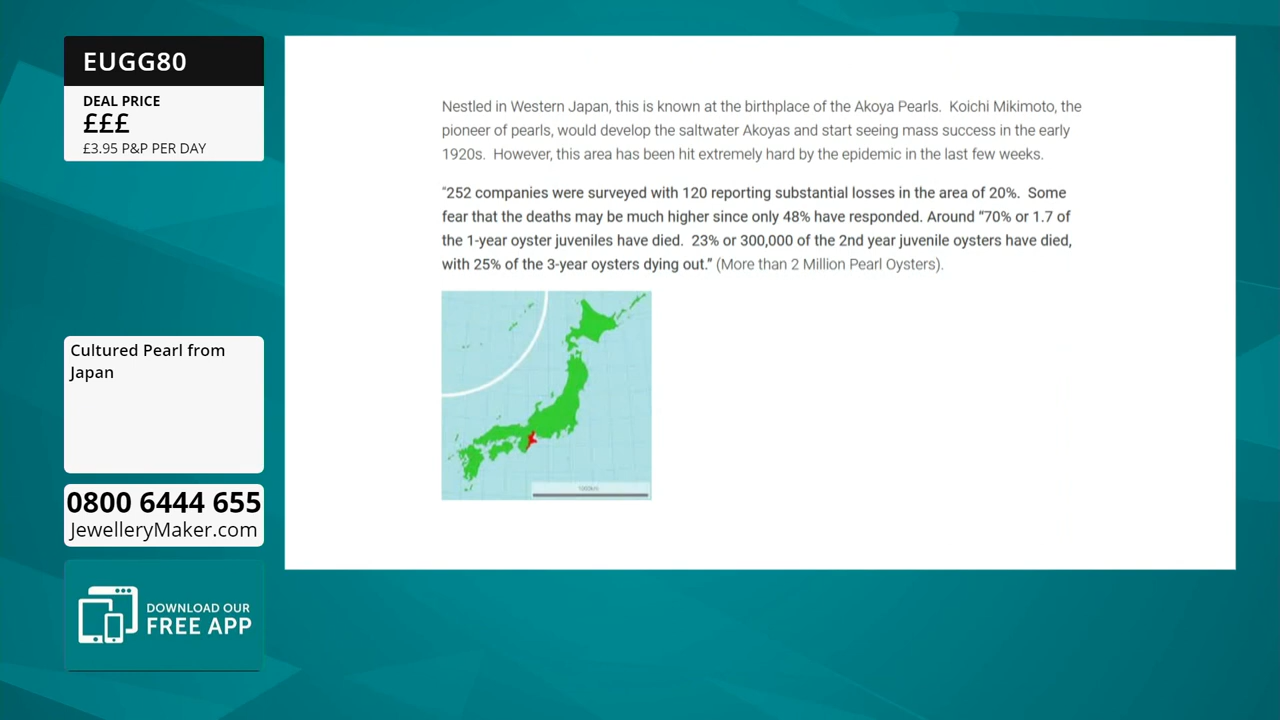 EUGG80
DEAL PRICE
£££
£3.95 P&P PER DAY
Cultured Pearl from
Japan
0800 6444 655
JewelleryMaker.com
DOWNLOAD OUR
FREE APP
Nestled in Western Japan, this is known at the birthplace of the Akoya Pearls. Koichi Mikimoto, the
pioneer of pearls, would develop the saltwater Akoyas and start seeing mass success in the early
1920s. However, this area has been hit extremely hard by the epidemic in the last few weeks.
“252 companies were surveyed with 120 reporting substantial losses in the area of 20%. Some
fear that the deaths may be much higher since only 48% have responded. Around “70% or 1.7 of
the 1-year oyster juveniles have died. 23% or 300,000 of the 2nd year juvenile oysters have died,
with 25% of the 3-year oysters dying out.” (More than 2 Million Pearl Oysters).